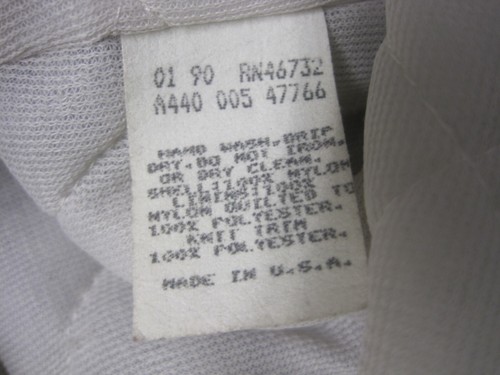 01 90 RN46732
A440 005 47766
HAND WASH, DRIP
DRY. DO NOT IRON.
OR DRY CLEAN.
SHELL:100% NYLON
LINING:100%
NYLON QUILTED TO
100% POLYESTER.
KNIT TRIM
100% POLYESTER.
MADE IN U.S.A.